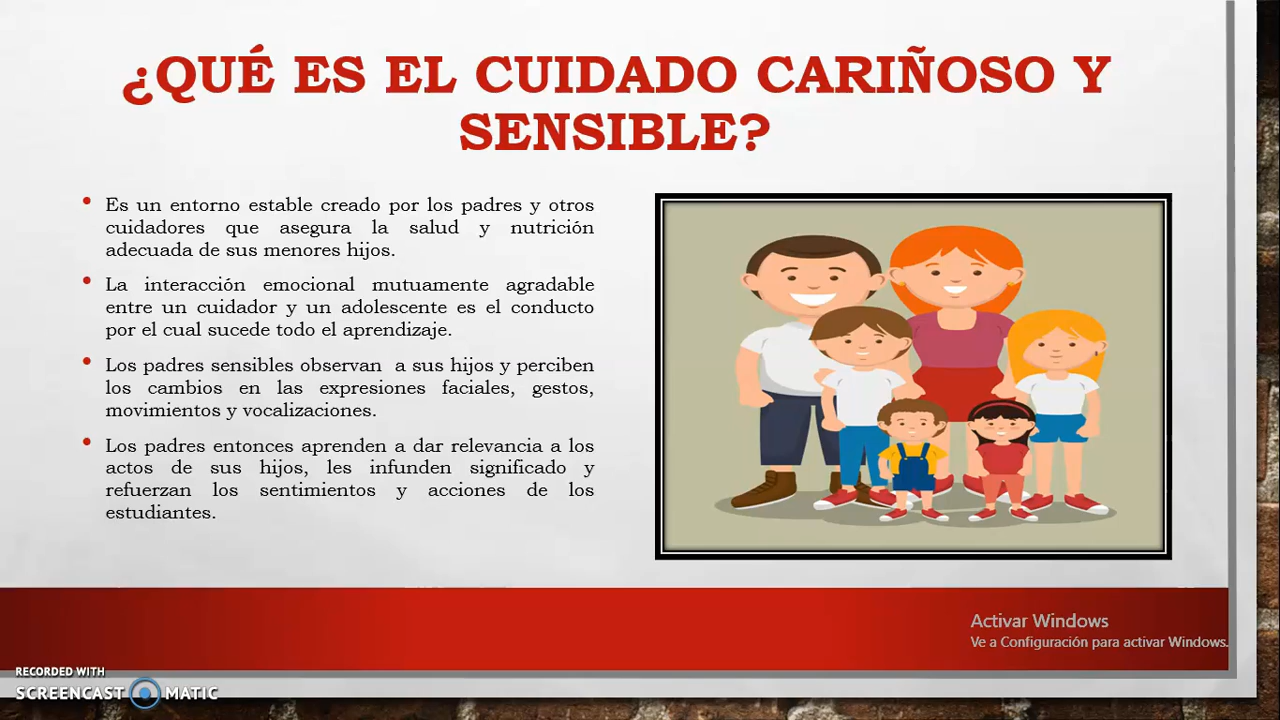 ¿QUÉ ES EL CUIDADO CARIÑOSO Y
SENSIBLE?
• Es un entorno estable creado por los padres y otros
cuidadores que asegura la salud y nutrición
adecuada de sus menores hijos.
• La interacción emocional mutuamente agradable
entre un cuidador y un adolescente es el conducto
por el cual sucede todo el aprendizaje.
• Los padres sensibles observan a sus hijos y perciben
los cambios en las expresiones faciales, gestos,
movimientos y vocalizaciones.
• Los padres entonces aprenden a dar relevancia a los
actos de sus hijos, les infunden significado y
refuerzan los sentimientos y acciones de los
estudiantes.
Activar Windows
Ve a Configuración para activar Windows.
RECORDED WITH
SCREENCAST MATIC